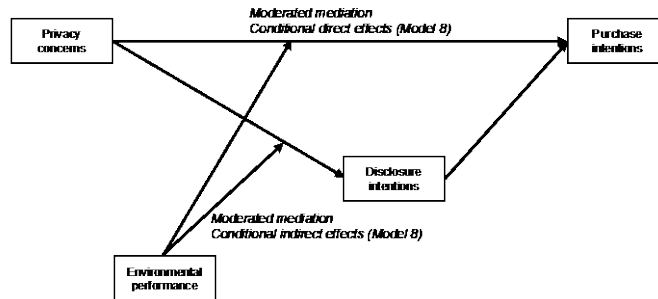 Moderated mediation
Conditional direct effects (Model 8)
Privacy
concerns
Purchase
intentions
Disclosure
intentions
Moderated mediation
Conditional indirect effects (Model 8)
Environmental
performance